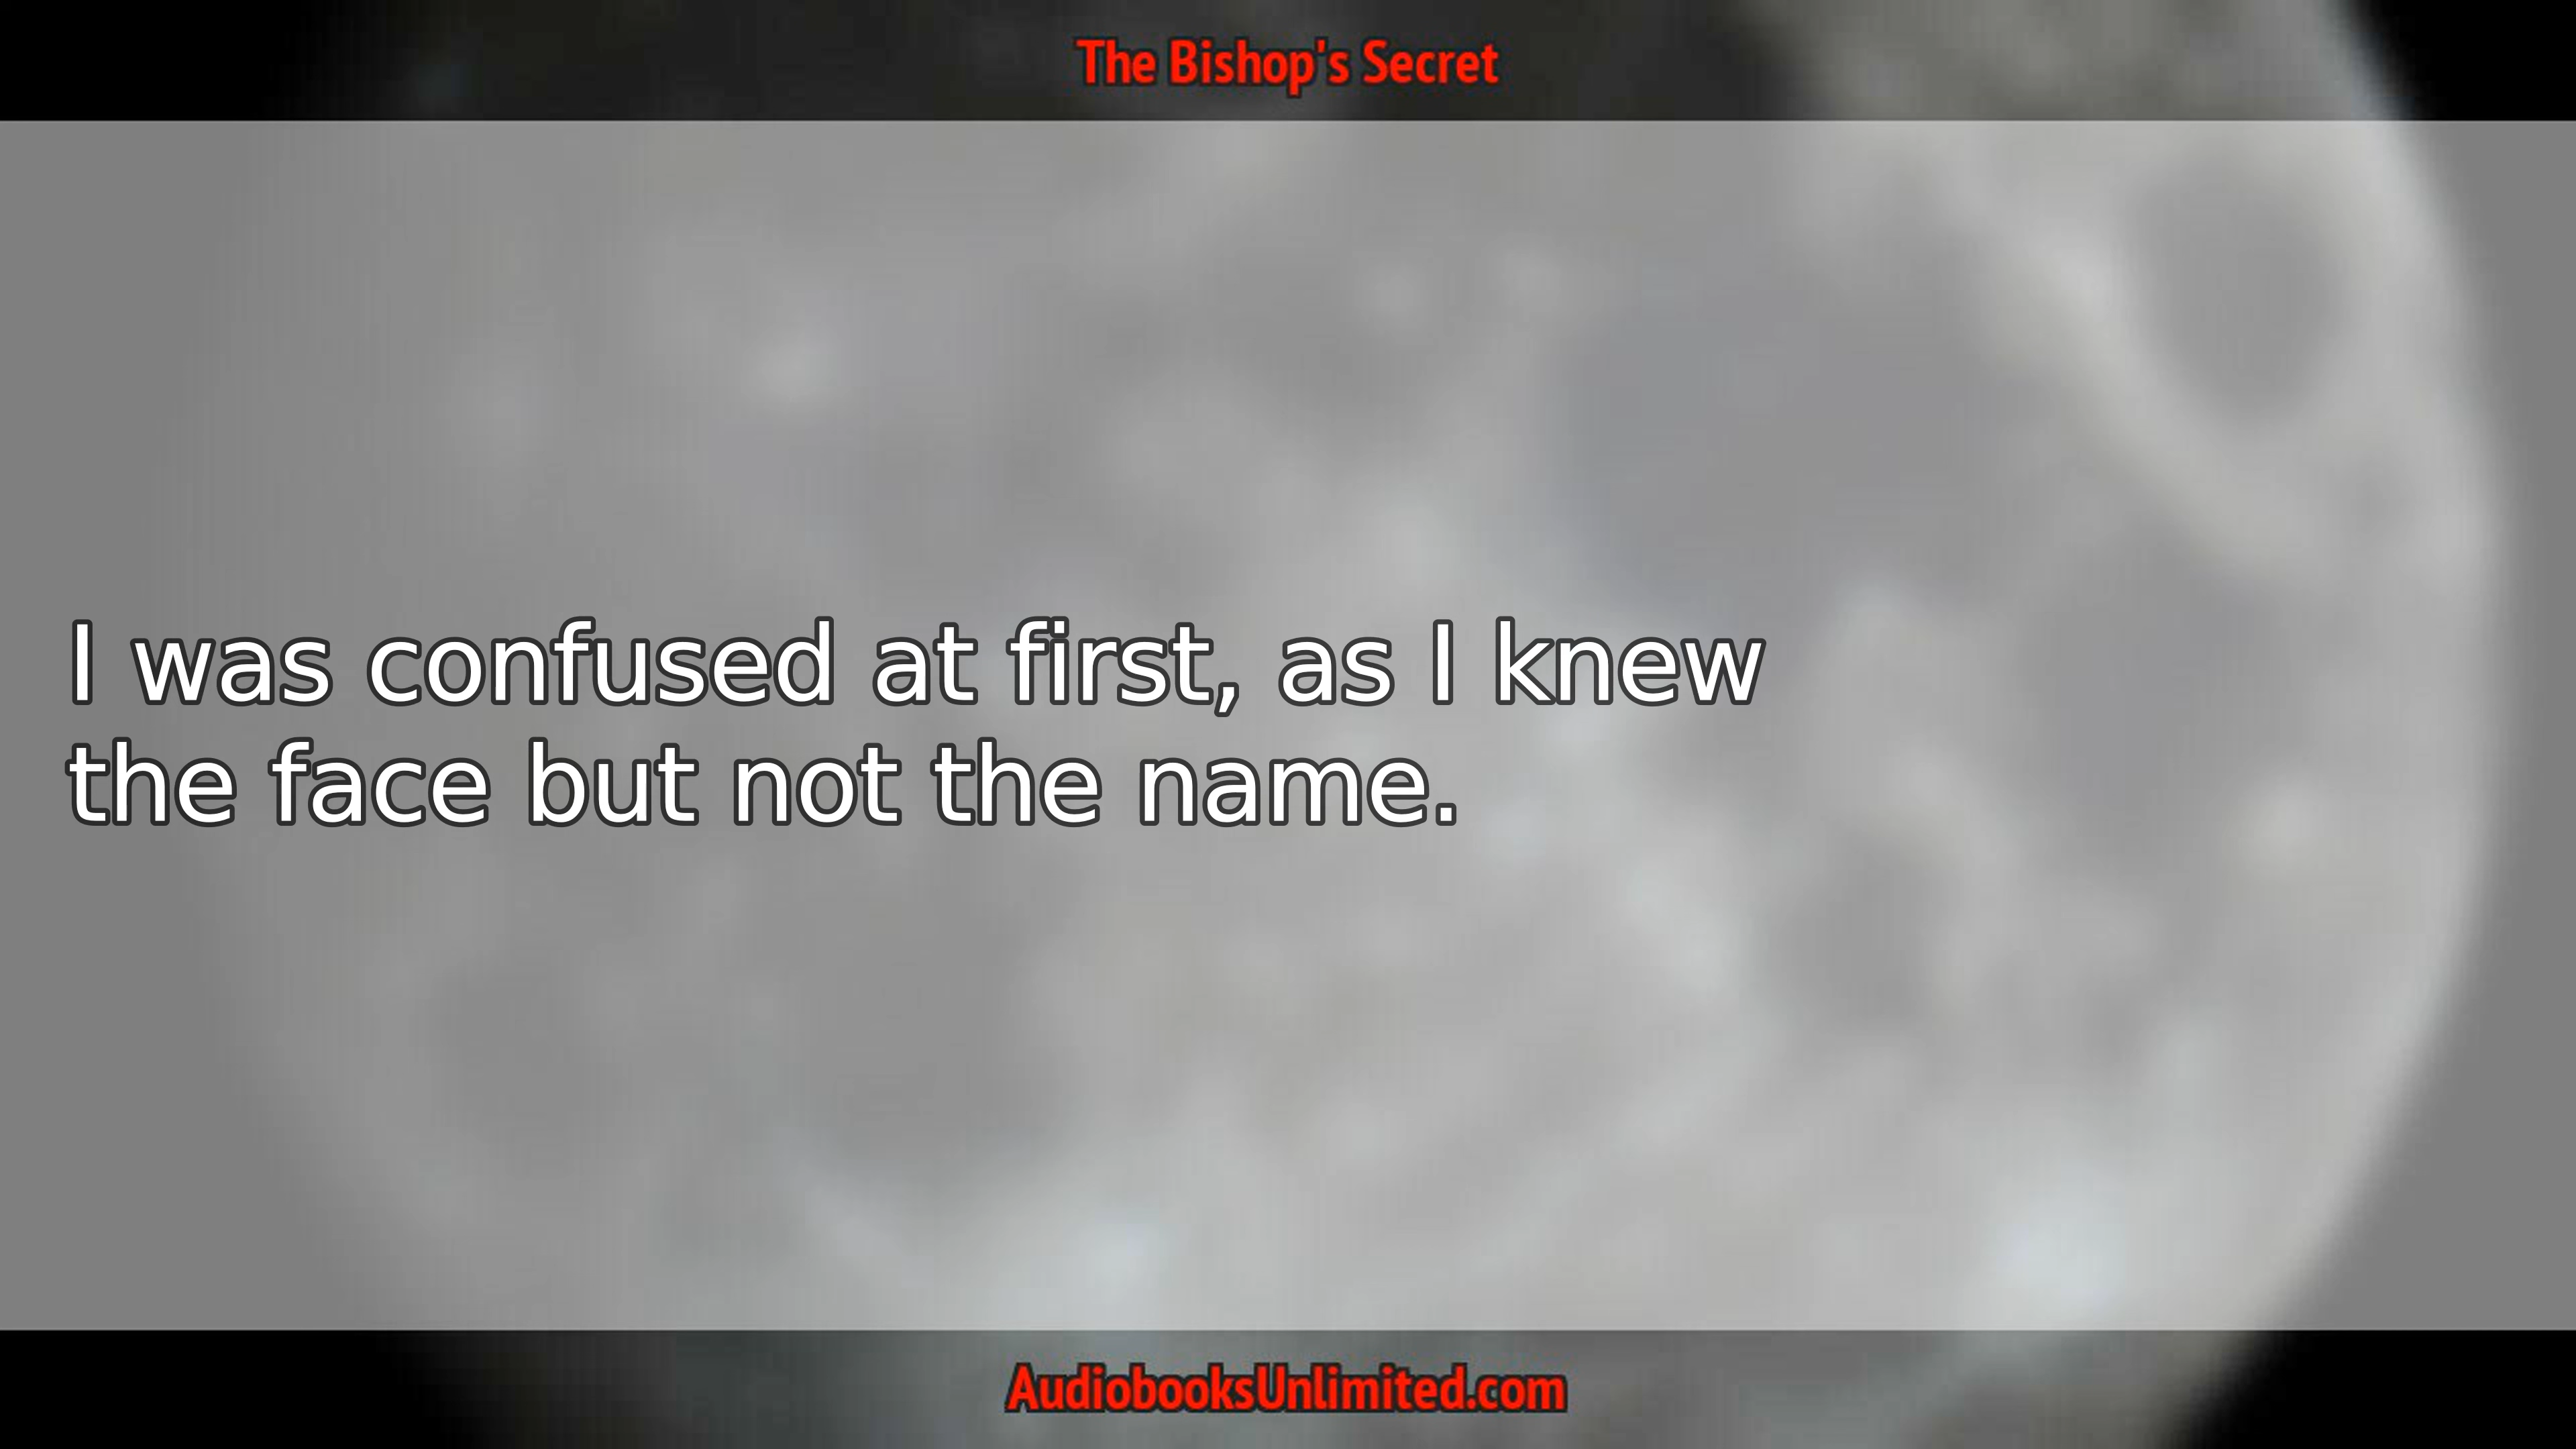 The Bishop's Secret
I was confused at first, as I knew
the face but not the name.
AudiobooksUnlimited.com